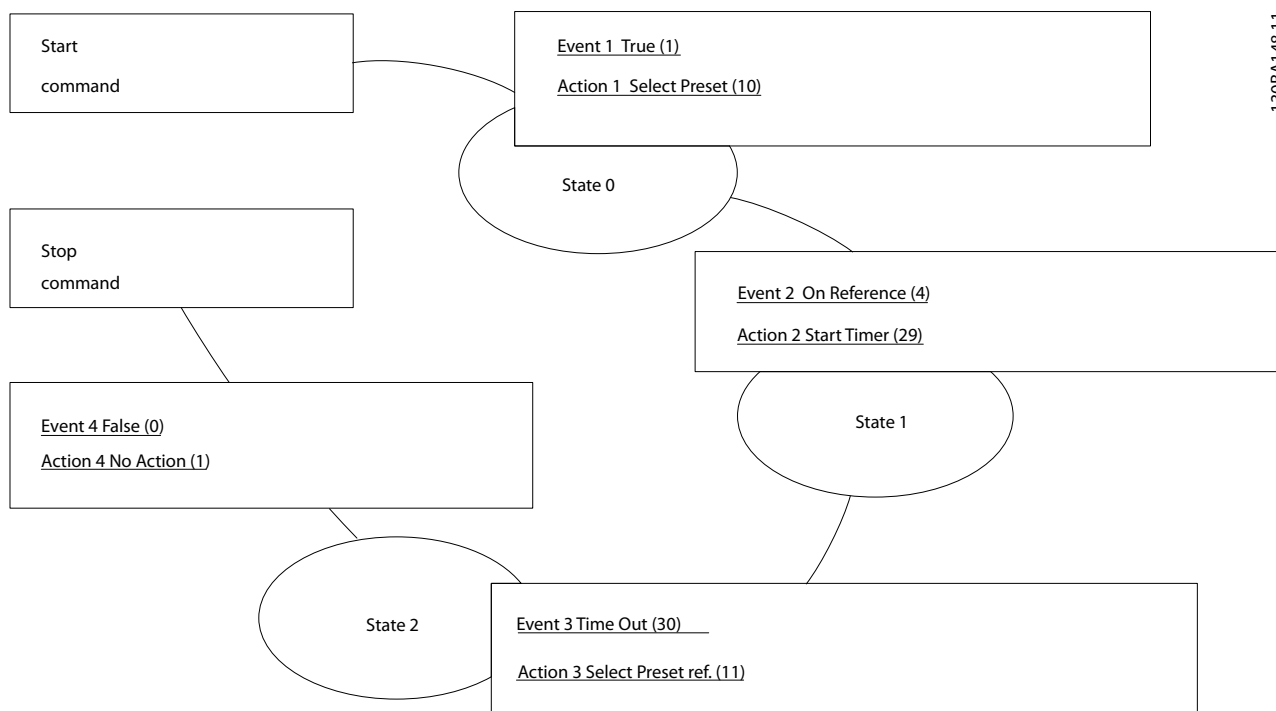 Start
command
Event 1 True (1)
Action 1 Select Preset (10)
State 0
Stop
command
Event 2 On Reference (4)
Action 2 Start Timer (29)
State 1
Event 4 False (0)
Action 4 No Action (1)
State 2
Event 3 Time Out (30)
Action 3 Select Preset ref. (11)
130BA148.11